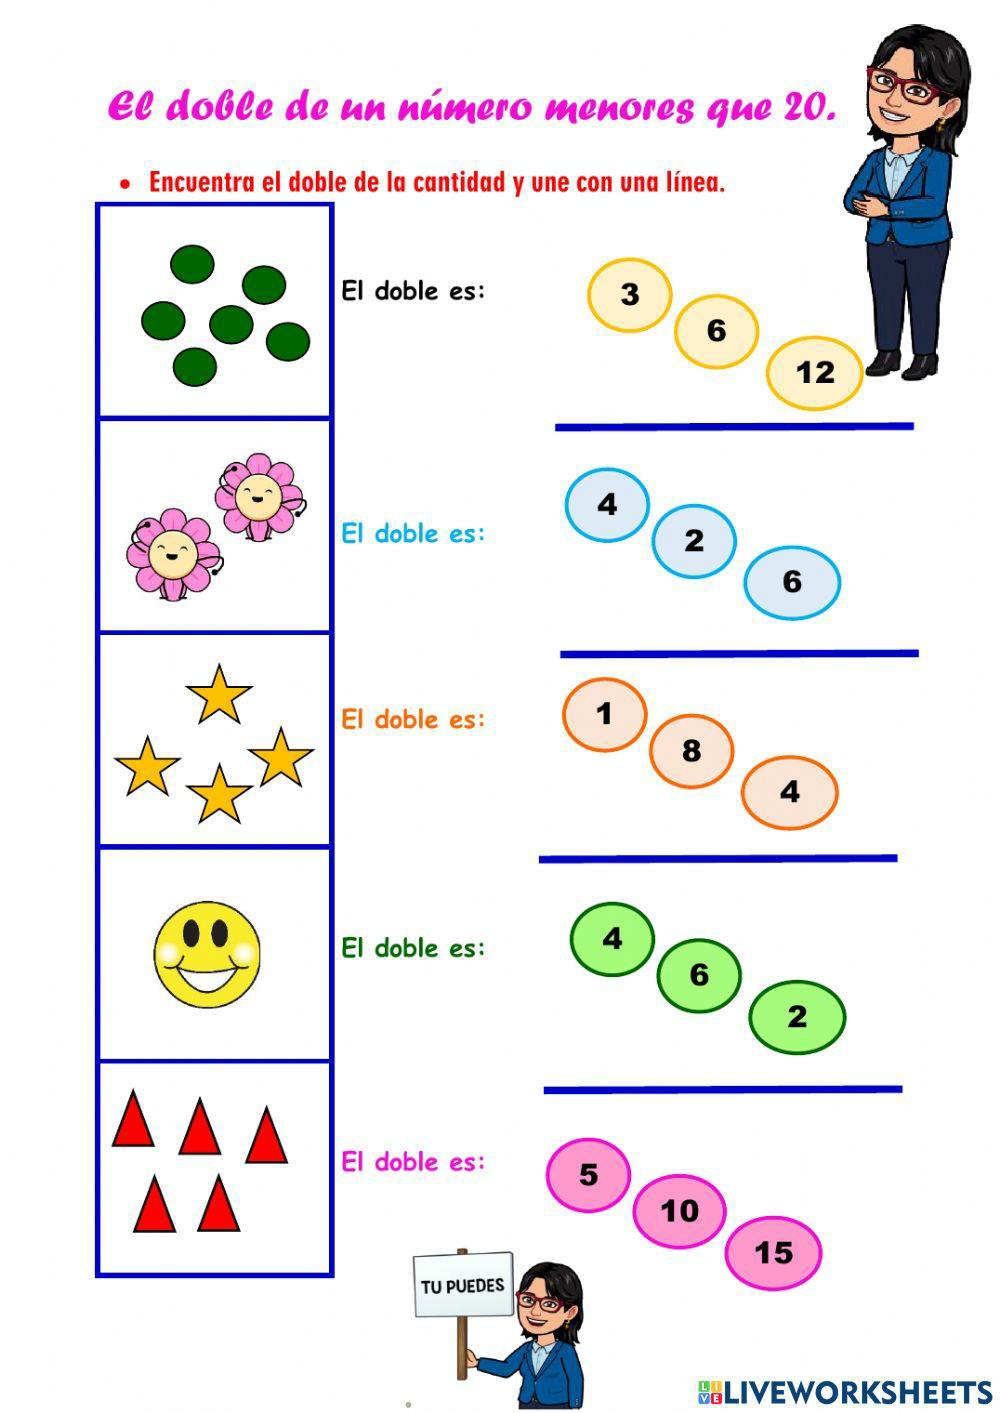 El doble de un número menores que 20.
• Encuentra el doble de la cantidad y une con una línea.
El doble es:
3
6
12
El doble es:
4
2
6
El doble es:
1
8
4
El doble es:
4
6
2
El doble es:
5
10
15
TU PUEDES
LIVE LIVEWORKSHEETS